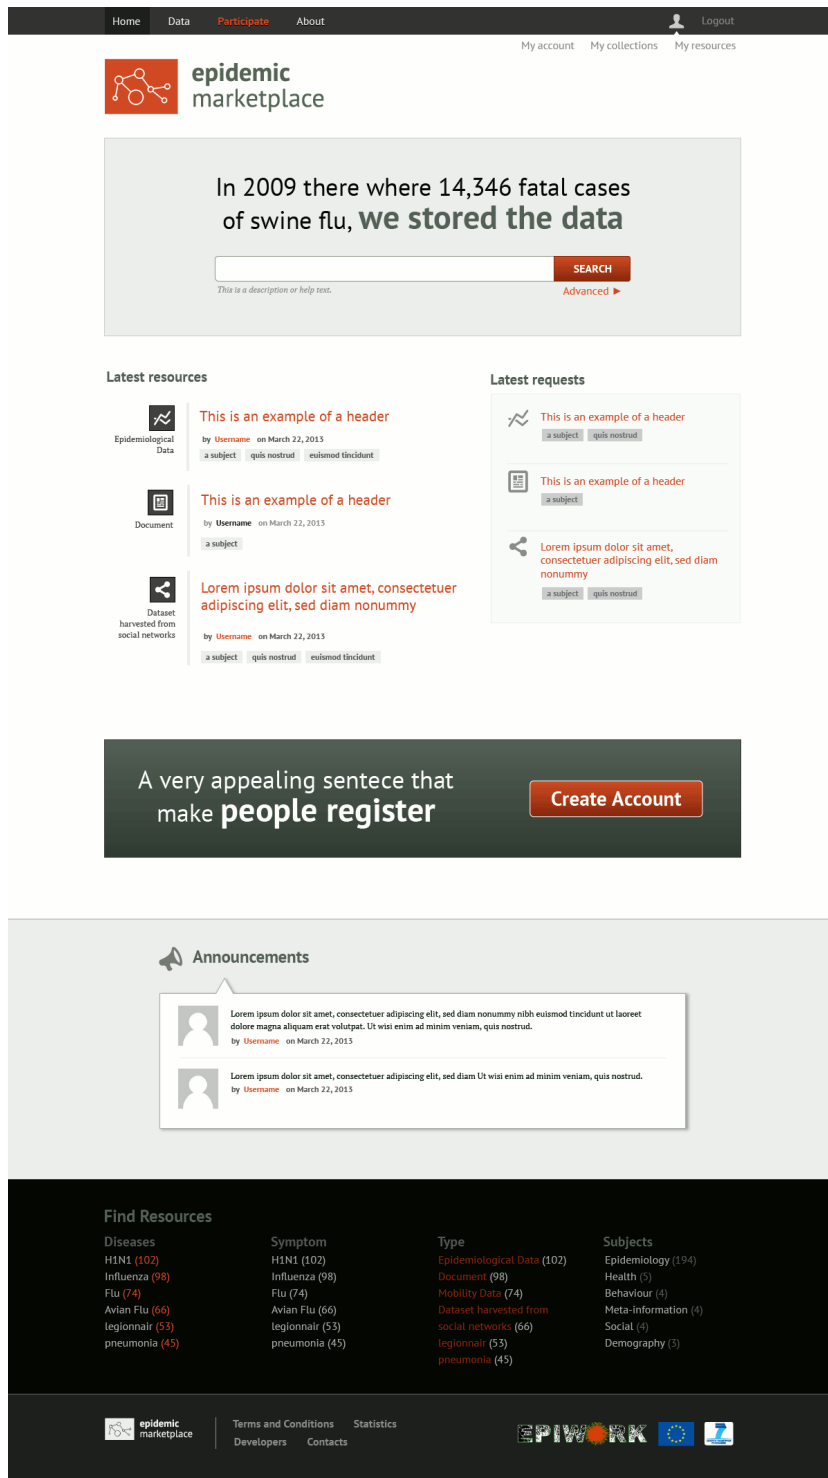 Home Data Participate About Logout
My account My collections My resources
epidemic
marketplace
In 2009 there where 14,346 fatal cases
of swine flu, we stored the data
SEARCH
This is a description or help text.
Advanced ►
Latest resources
Epidemiological
Data
This is an example of a header
by Username on March 22, 2013
a subject quis nostrud euismod tincidunt
Document
This is an example of a header
by Username on March 22, 2013
a subject
Dataset
harvested from
social networks
Lorem ipsum dolor sit amet, consectetuer
adipiscing elit, sed diam nonummy
by Username on March 22, 2013
a subject quis nostrud euismod tincidunt
Latest requests
This is an example of a header
a subject quis nostrud
This is an example of a header
a subject
Lorem ipsum dolor sit amet,
consectetuer adipiscing elit, sed diam
nonummy
a subject quis nostrud
A very appealing sentece that
make people register
Create Account
Announcements
Lorem ipsum dolor sit amet, consectetuer adipiscing elit, sed diam nonummy nibh euismod tincidunt ut laoreet
dolore magna aliquam erat volutpat. Ut wisi enim ad minim veniam, quis nostrud.
by Username on March 22, 2013
Lorem ipsum dolor sit amet, consectetuer adipiscing elit, sed diam Ut wisi enim ad minim veniam, quis nostrud.
by Username on March 22, 2013
Find Resources
Diseases
H1N1 (102)
Influenza (98)
Flu (74)
Avian Flu (66)
legionnair (53)
pneumonia (45)
Symptom
H1N1 (102)
Influenza (98)
Flu (74)
Avian Flu (66)
legionnair (53)
pneumonia (45)
Type
Epidemiological Data (102)
Document (98)
Mobility Data (74)
Dataset harvested from
social networks (66)
legionnair (53)
pneumonia (45)
Subjects
Epidemiology (194)
Health (5)
Behaviour (4)
Meta-information (4)
Social (4)
Demography (3)
epidemic
marketplace
Terms and Conditions Statistics
Developers Contacts
EPIWORK